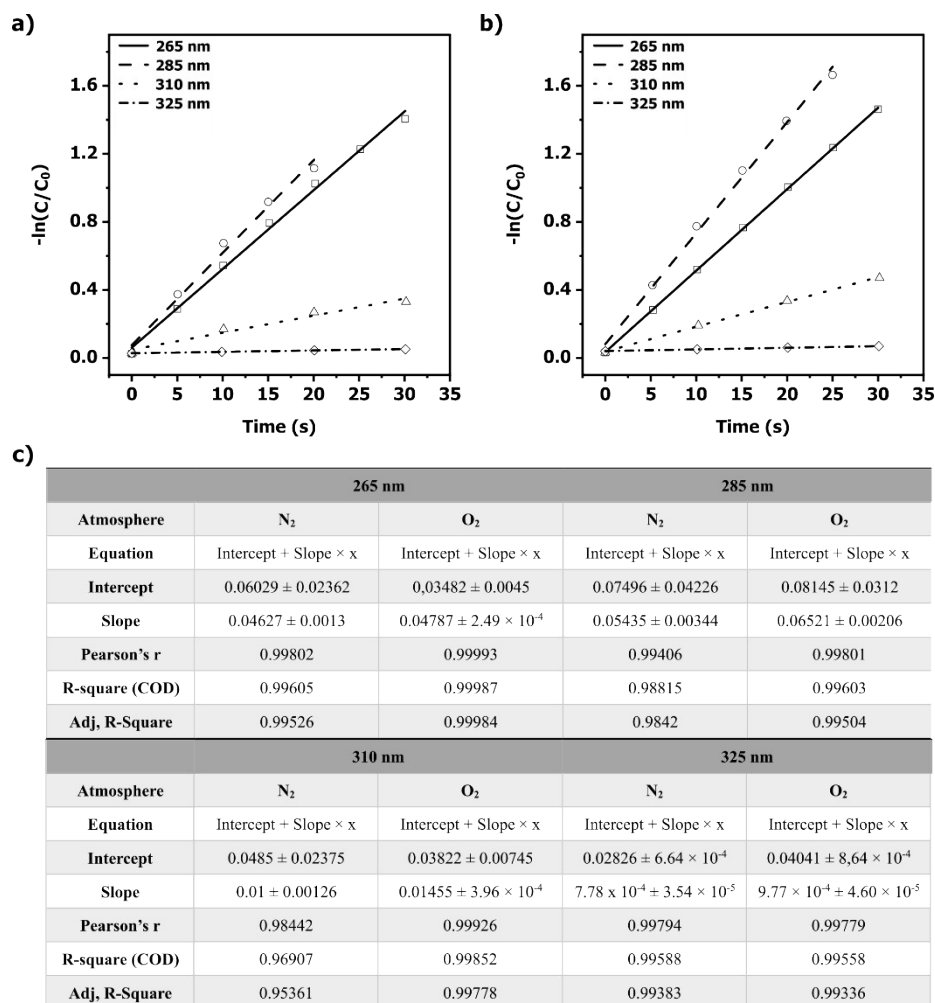 a)
265 nm
285 nm
310 nm
325 nm
1.6
1.2
0.8
0.4
0.0
-ln(C/C₀)
0 5 10 15 20 25 30 35
Time (s)
b)
265 nm
285 nm
310 nm
325 nm
1.6
1.2
0.8
0.4
0.0
-ln(C/C₀)
0 5 10 15 20 25 30 35
Time (s)
c)
265 nm 285 nm
Atmosphere N₂ O₂ N₂ O₂
Equation Intercept + Slope × x Intercept + Slope × x Intercept + Slope × x Intercept + Slope × x
Intercept 0.06029 ± 0.02362 0,03482 ± 0.0045 0.07496 ± 0.04226 0.08145 ± 0.0312
Slope 0.04627 ± 0.0013 0.04787 ± 2.49 × 10⁻⁴ 0.05435 ± 0.00344 0.06521 ± 0.00206
Pearson's r 0.99802 0.99993 0.99406 0.99801
R-square (COD) 0.99605 0.99987 0.98815 0.99603
Adj, R-Square 0.99526 0.99984 0.9842 0.99504
310 nm 325 nm
Atmosphere N₂ O₂ N₂ O₂
Equation Intercept + Slope × x Intercept + Slope × x Intercept + Slope × x Intercept + Slope × x
Intercept 0.0485 ± 0.02375 0.03822 ± 0.00745 0.02826 ± 6.64 × 10⁻⁴ 0.04041 ± 8,64 × 10⁻⁴
Slope 0.01 ± 0.00126 0.01455 ± 3.96 × 10⁻⁴ 7.78 x 10⁻⁴ ± 3.54 × 10⁻⁵ 9.77 × 10⁻⁴ ± 4.60 × 10⁻⁵
Pearson's r 0.98442 0.99926 0.99794 0.99779
R-square (COD) 0.96907 0.99852 0.99588 0.99558
Adj, R-Square 0.95361 0.99778 0.99383 0.99336